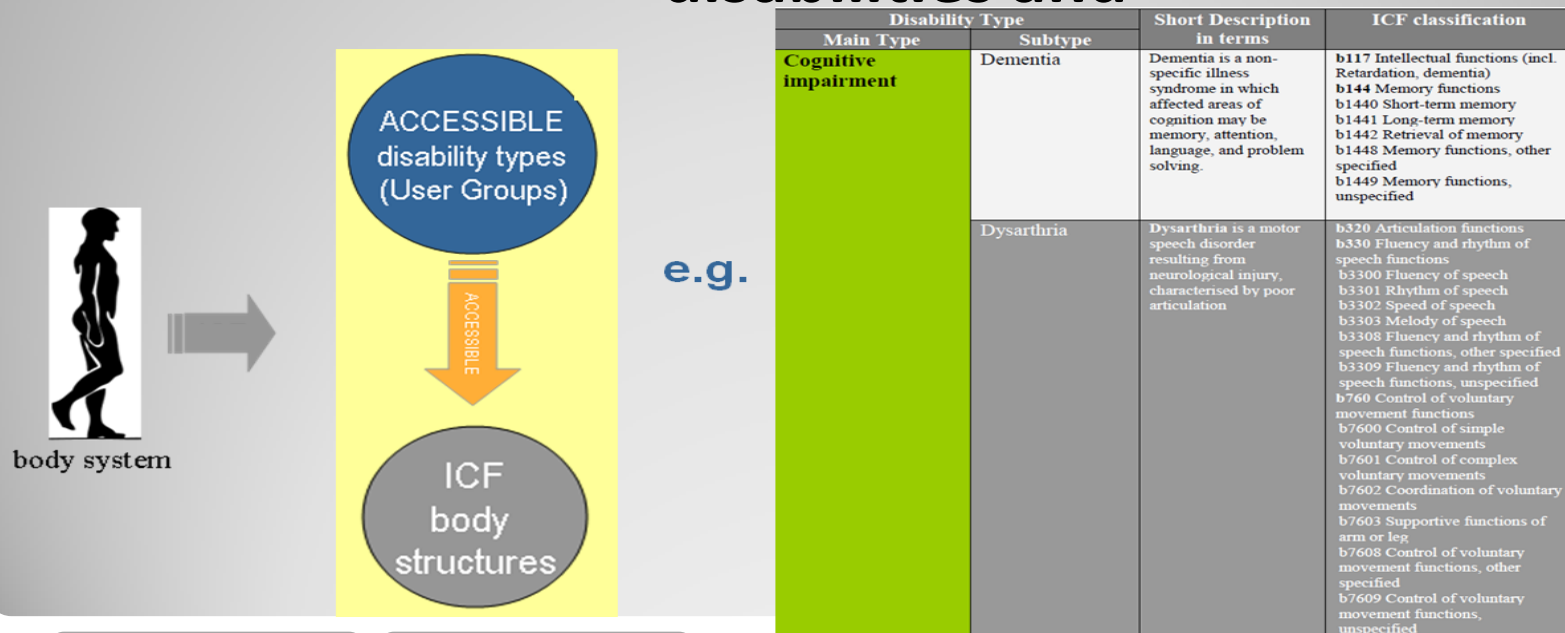 disabilities and
ACCESSIBLE
disability types
(User Groups)
ACCESSIBLE
ICF
body
structures
body system
e.g.
Disability Type
Main Type
Subtype
Short Description
in terms
ICF classification
Cognitive
impairment
Dementia
Dementia is a non-
specific illness
syndrome in which
affected areas of
cognition may be
memory, attention,
language, and problem
solving.
b117 Intellectual functions (incl.
Retardation, dementia)
b144 Memory functions
b1440 Short-term memory
b1441 Long-term memory
b1442 Retrieval of memory
b1448 Memory functions, other
specified
b1449 Memory functions,
unspecified
Dysarthria
Dysarthria is a motor
speech disorder
resulting from
neurological injury,
characterised by poor
articulation
b320 Articulation functions
b330 Fluency and rhythm of
speech functions
b3300 Fluency of speech
b3301 Rhythm of speech
b3302 Speed of speech
b3303 Melody of speech
b3308 Fluency and rhythm of
speech functions, other specified
b3309 Fluency and rhythm of
speech functions, unspecified
b760 Control of voluntary
movement functions
b7600 Control of simple
voluntary movements
b7601 Control of complex
voluntary movements
b7602 Coordination of voluntary
movements
b7603 Supportive functions of
arm or leg
b7608 Control of voluntary
movement functions, other
specified
b7609 Control of voluntary
movement functions,
unspecified